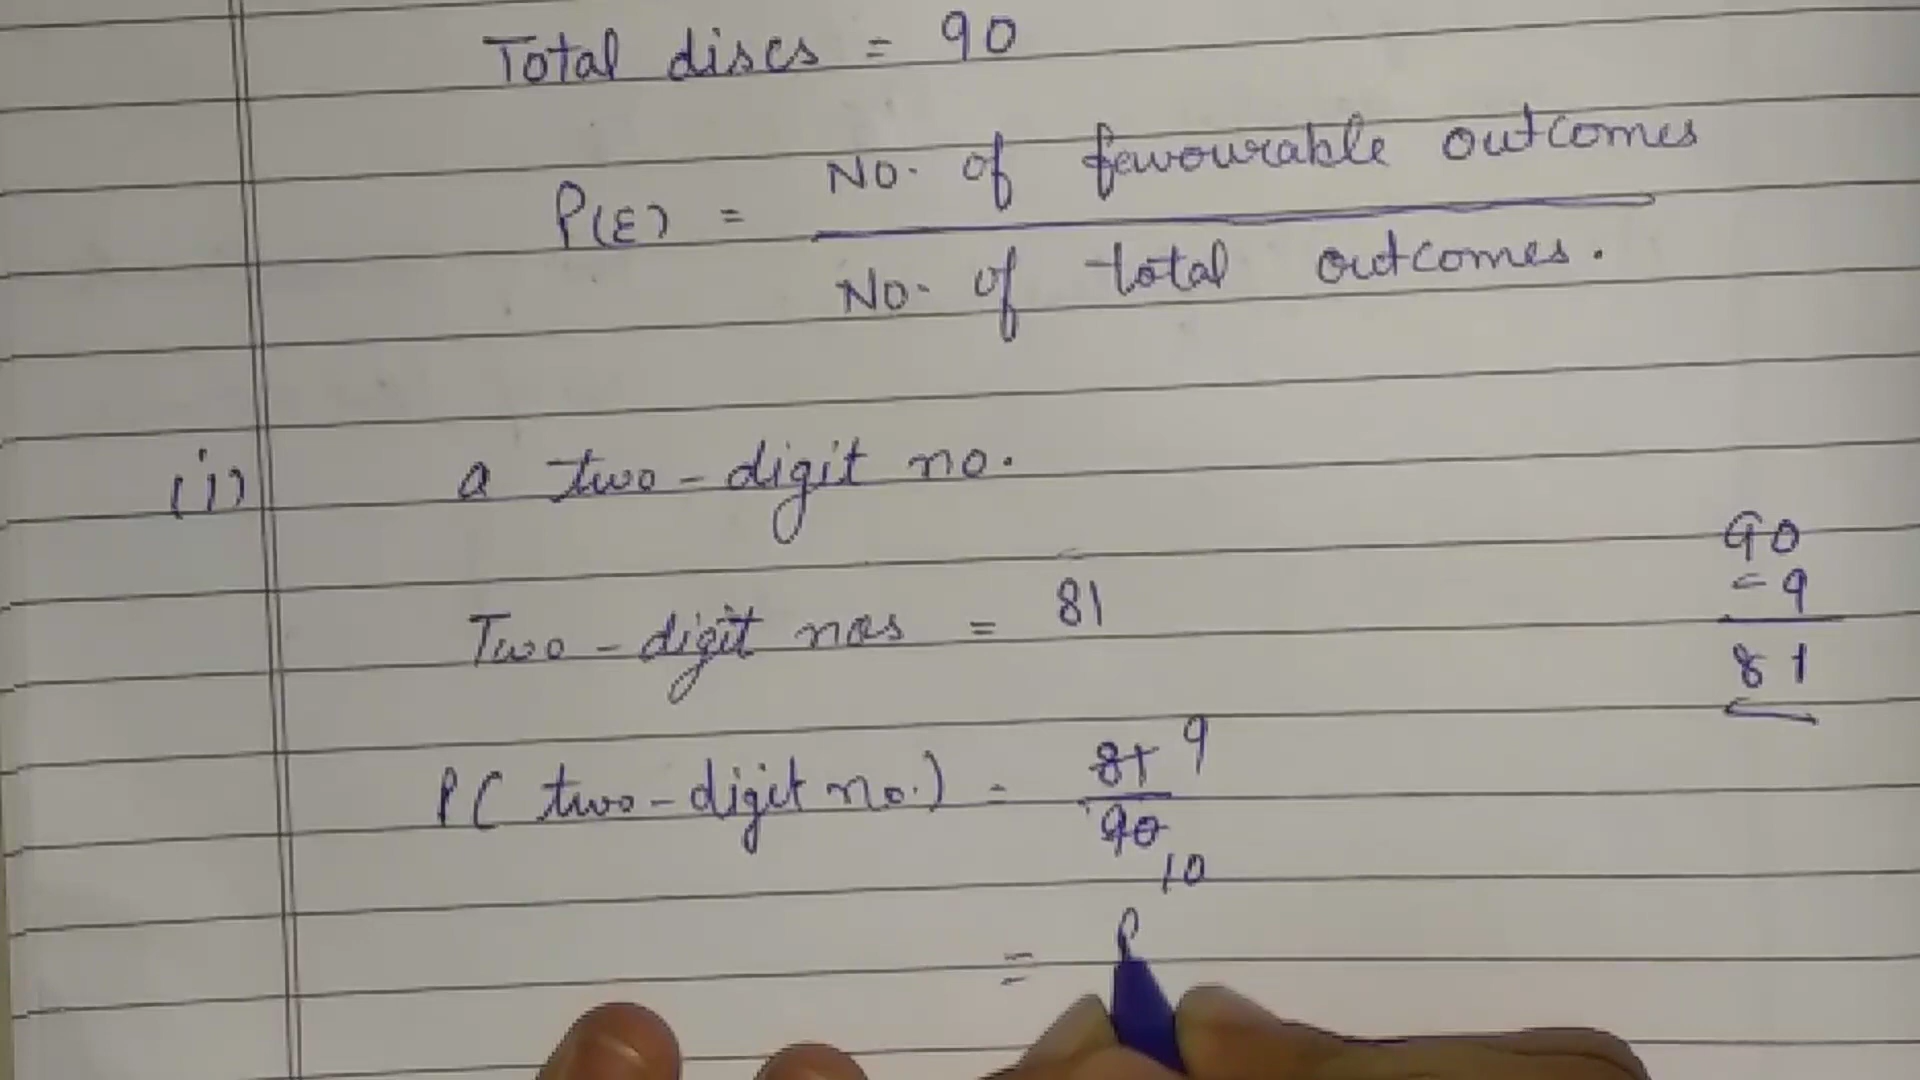 Total discs = 90
P(E) = No. of favourable outcomes
No. of total outcomes.
(i) a two-digit no.
Two-digit nos = 81
90
- 9
81
P( two-digit no.) = 81 9
90 10
=